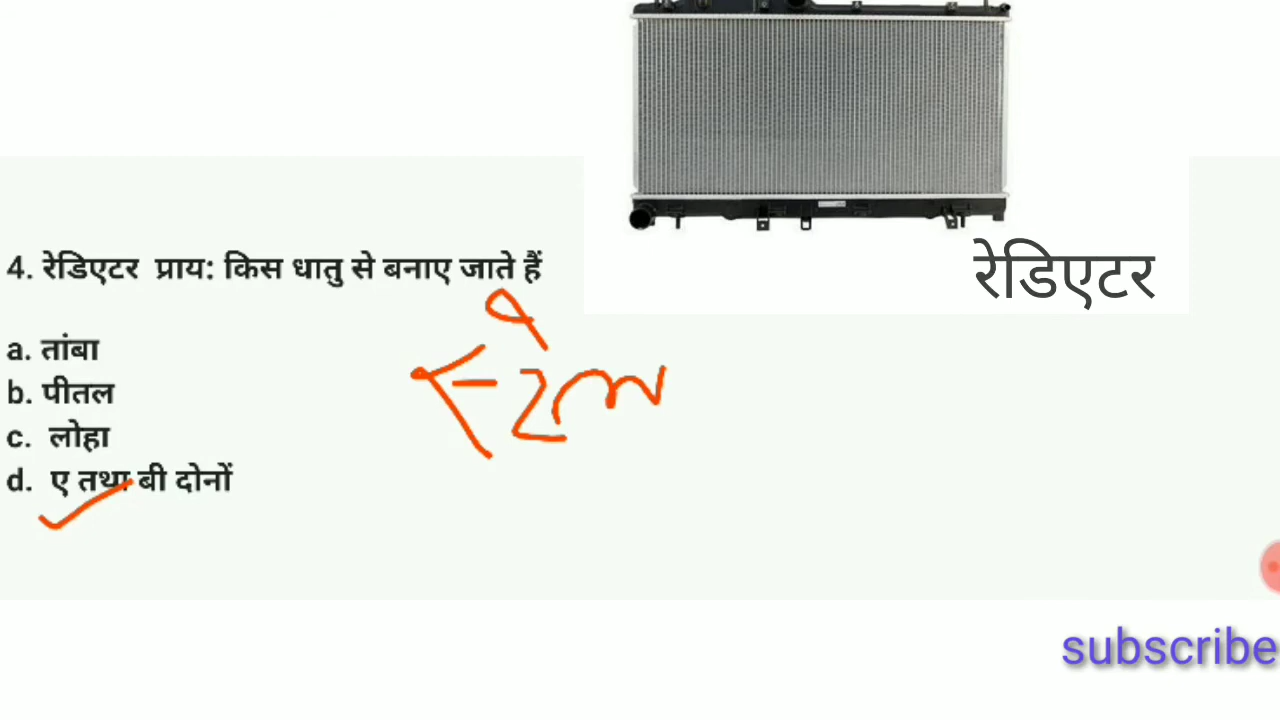 रेडिएटर
4. रेडिएटर प्राय: किस धातु से बनाए जाते हैं
a. तांबा
b. पीतल
c. लोहा
d. ए तथा बी दोनों
subscribe